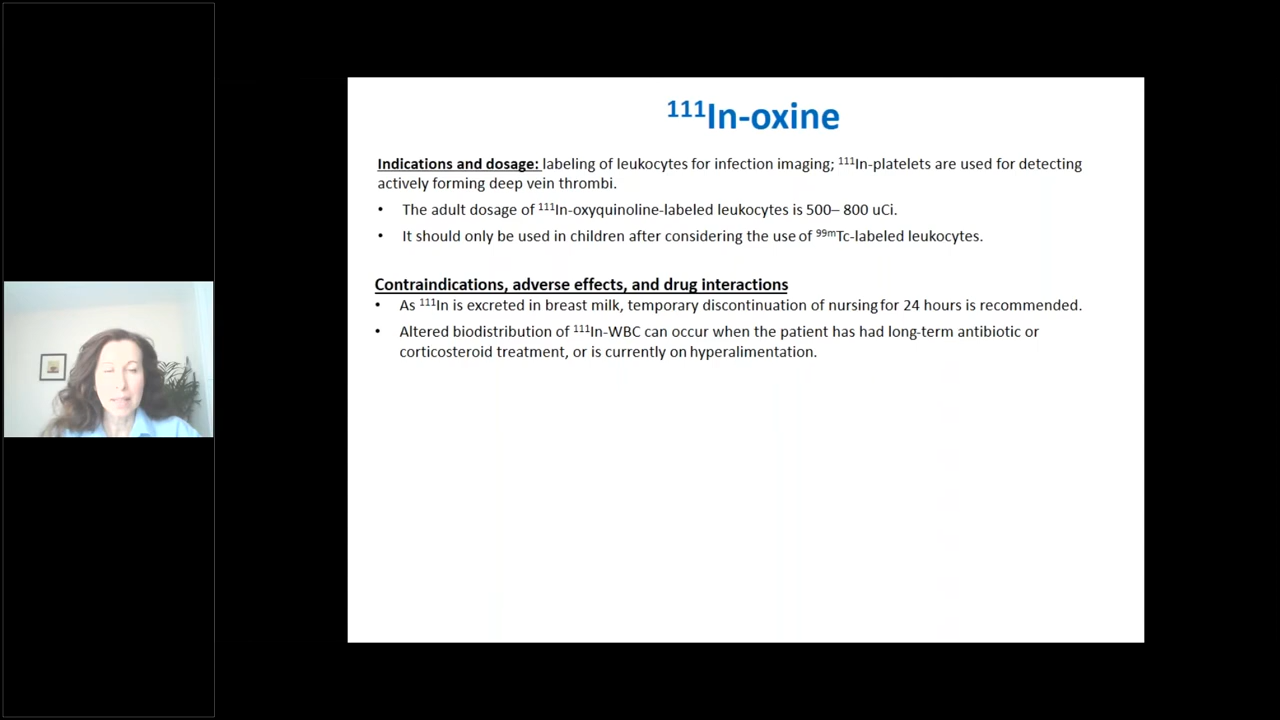 ¹¹¹In-oxine
Indications and dosage: labeling of leukocytes for infection imaging; ¹¹¹In-platelets are used for detecting
actively forming deep vein thrombi.
• The adult dosage of ¹¹¹In-oxyquinoline-labeled leukocytes is 500– 800 uCi.
• It should only be used in children after considering the use of ⁹⁹ᵐTc-labeled leukocytes.
Contraindications, adverse effects, and drug interactions
• As ¹¹¹In is excreted in breast milk, temporary discontinuation of nursing for 24 hours is recommended.
• Altered biodistribution of ¹¹¹In-WBC can occur when the patient has had long-term antibiotic or
corticosteroid treatment, or is currently on hyperalimentation.